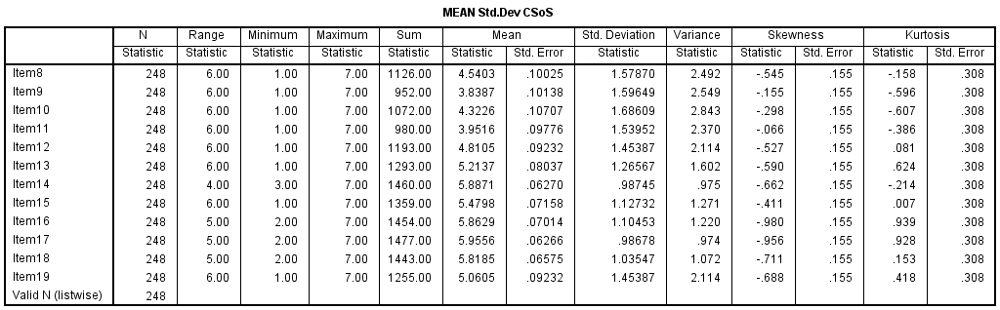 MEAN Std.Dev CSoS
N Range Minimum Maximum Sum Mean Std. Deviation Variance Skewness Kurtosis
Statistic Statistic Statistic Statistic Statistic Statistic Std. Error Statistic Statistic Statistic Std. Error Statistic Std. Error
Item8 248 6.00 1.00 7.00 1126.00 4.5403 .10025 1.57870 2.492 -.545 .155 -.158 .308
Item9 248 6.00 1.00 7.00 952.00 3.8387 .10138 1.59649 2.549 -.155 .155 -.596 .308
Item10 248 6.00 1.00 7.00 1072.00 4.3226 .10707 1.68609 2.843 -.298 .155 -.607 .308
Item11 248 6.00 1.00 7.00 980.00 3.9516 .09776 1.53952 2.370 -.066 .155 -.386 .308
Item12 248 6.00 1.00 7.00 1193.00 4.8105 .09232 1.45387 2.114 -.527 .155 .081 .308
Item13 248 6.00 1.00 7.00 1293.00 5.2137 .08037 1.26567 1.602 -.590 .155 .624 .308
Item14 248 4.00 3.00 7.00 1460.00 5.8871 .06270 .98745 .975 -.662 .155 -.214 .308
Item15 248 6.00 1.00 7.00 1359.00 5.4798 .07158 1.12732 1.271 -.411 .155 .007 .308
Item16 248 5.00 2.00 7.00 1454.00 5.8629 .07014 1.10453 1.220 -.980 .155 .939 .308
Item17 248 5.00 2.00 7.00 1477.00 5.9556 .06266 .98678 .974 -.956 .155 .928 .308
Item18 248 5.00 2.00 7.00 1443.00 5.8185 .06575 1.03547 1.072 -.711 .155 .153 .308
Item19 248 6.00 1.00 7.00 1255.00 5.0605 .09232 1.45387 2.114 -.688 .155 .418 .308
Valid N (listwise) 248